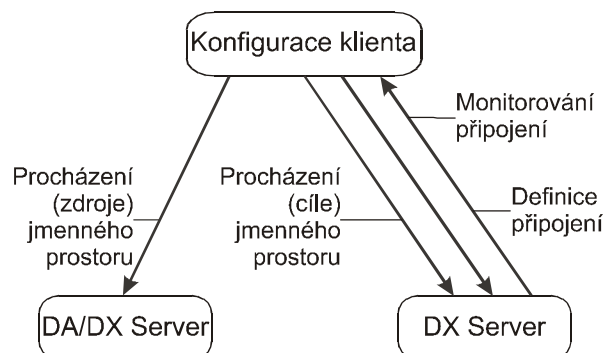 Konfigurace klienta
Monitorování
připojení
Procházení
(zdroje)
jmenného
prostoru
Procházení
(cíle)
jmenného
prostoru
Definice
připojení
DA/DX Server
DX Server